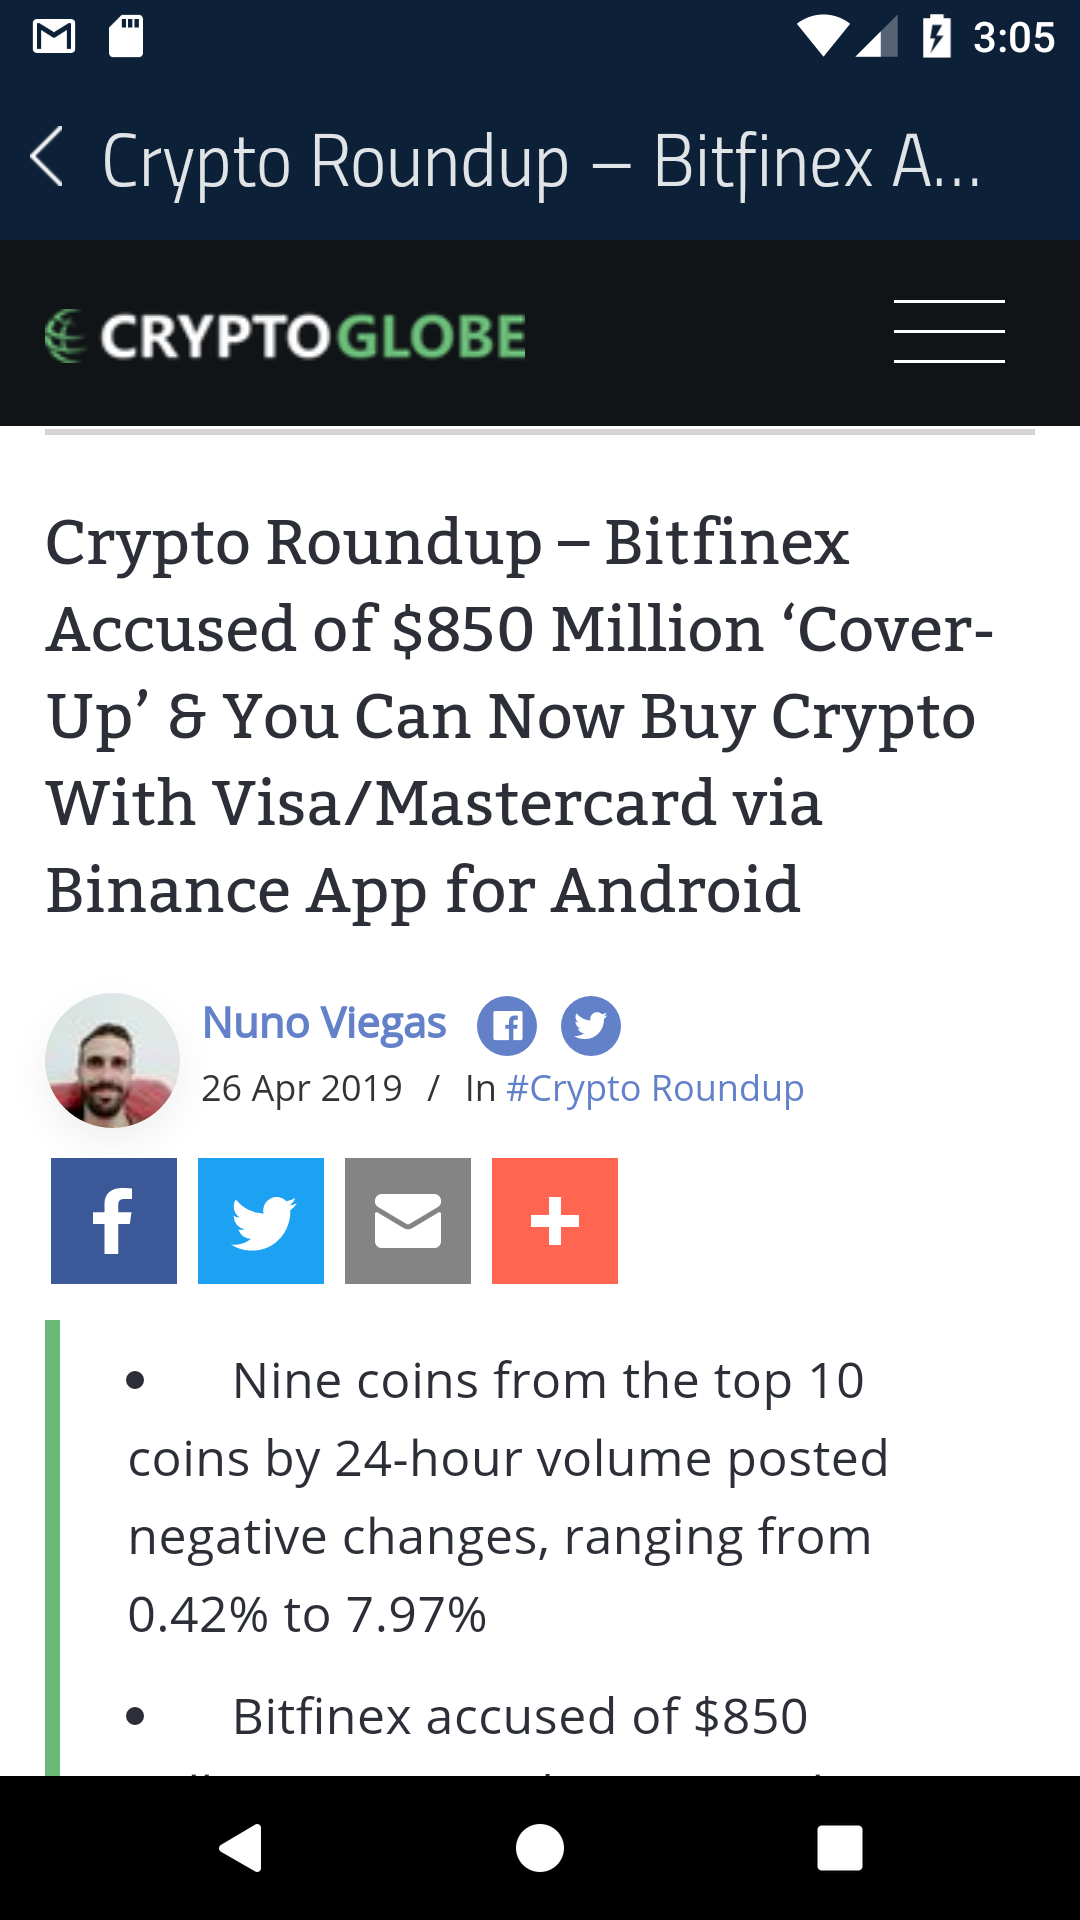 3:05
Crypto Roundup – Bitfinex A...
CRYPTOGLOBE
Crypto Roundup – Bitfinex
Accused of $850 Million ‘Cover-
Up’ & You Can Now Buy Crypto
With Visa/Mastercard via
Binance App for Android
Nuno Viegas
26 Apr 2019 / In #Crypto Roundup
• Nine coins from the top 10
coins by 24-hour volume posted
negative changes, ranging from
0.42% to 7.97%
• Bitfinex accused of $850